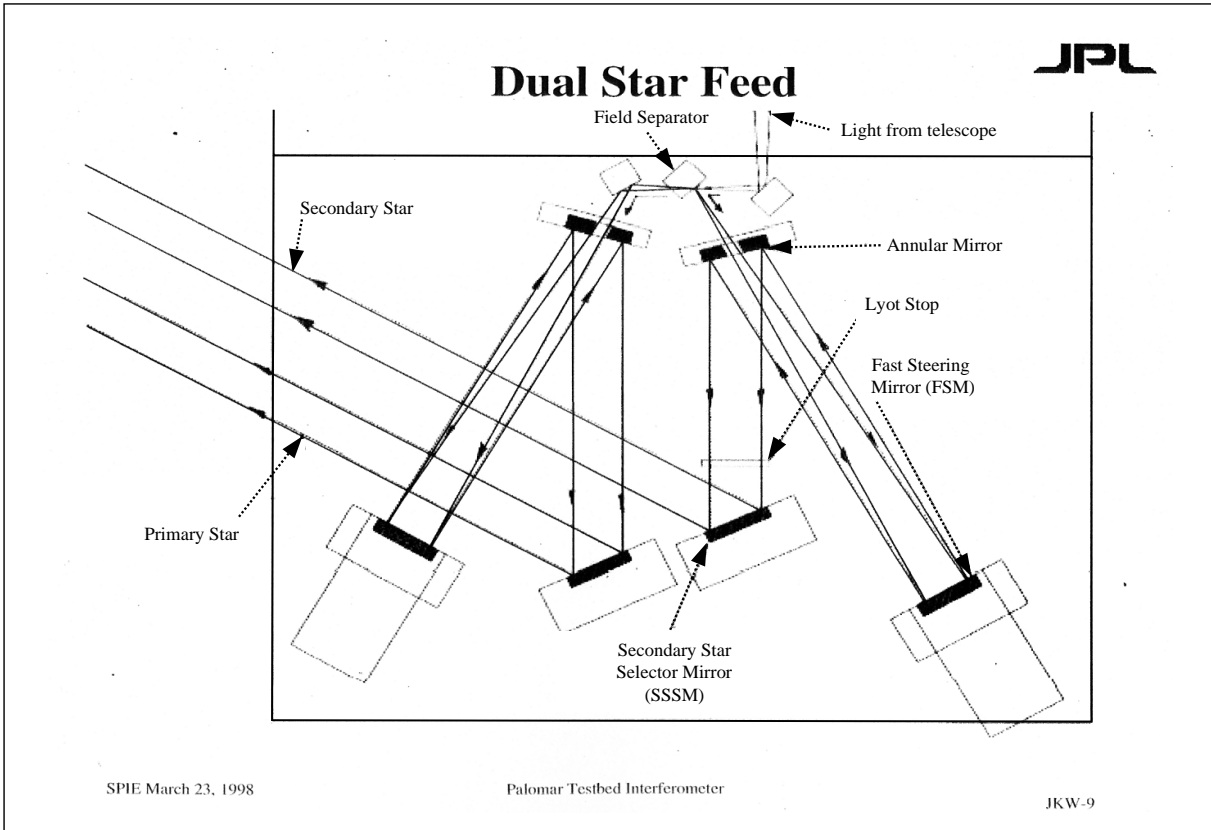 JPL
Dual Star Feed
Field Separator
Light from telescope
Secondary Star
Annular Mirror
Lyot Stop
Fast Steering
Mirror (FSM)
Primary Star
Secondary Star
Selector Mirror
(SSSM)
SPIE March 23, 1998
Palomar Testbed Interferometer
JKW-9